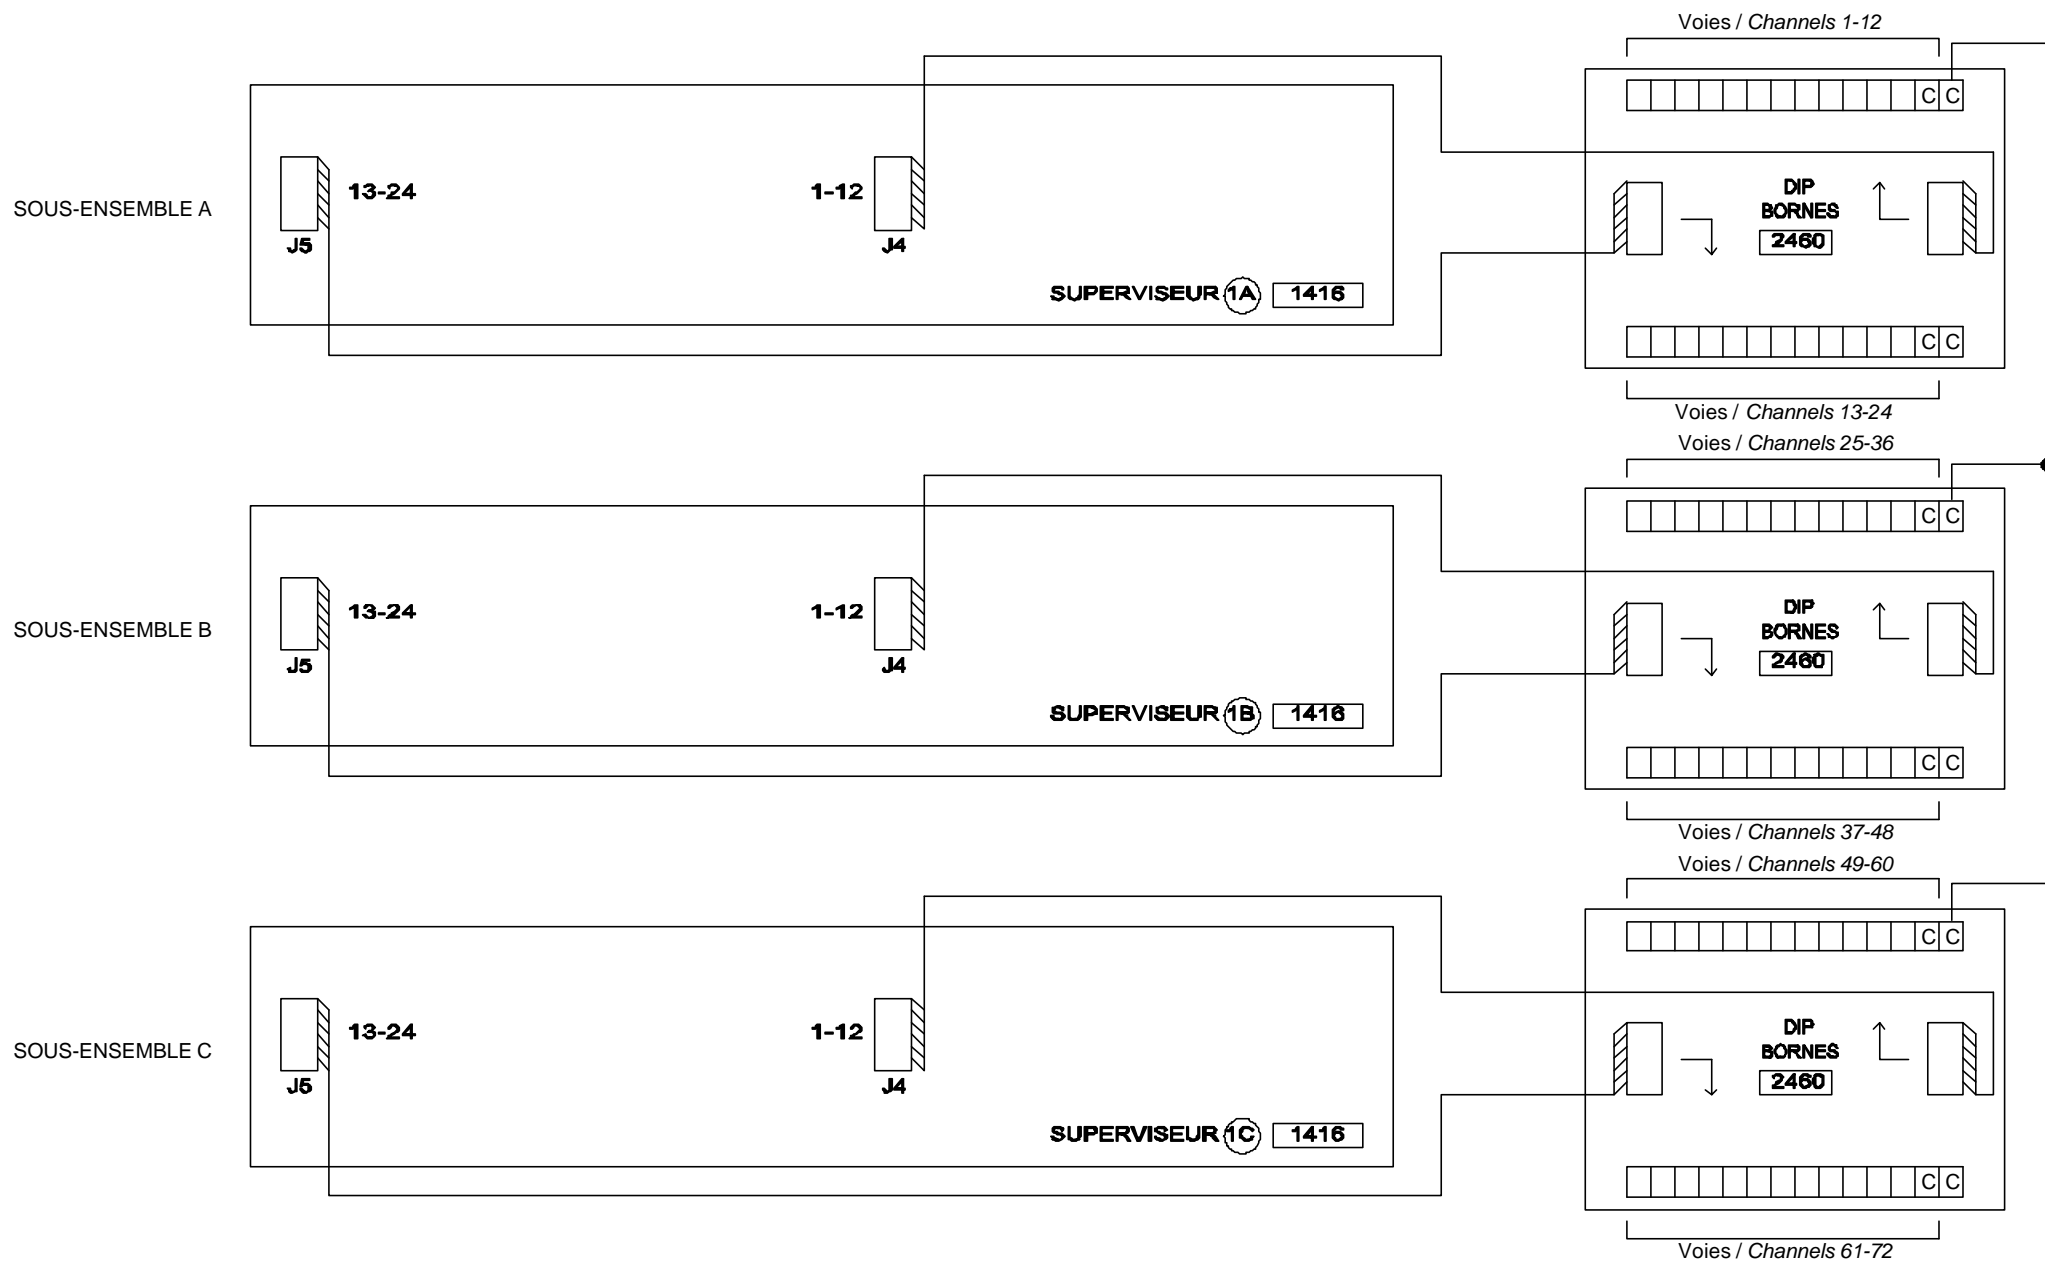 Voies / Channels 1-12
C C
SOUS-ENSEMBLE A
13-24
J5
1-12
J4
SUPERVISEUR 1A 1416
DIP
BORNES
2460
C C
Voies / Channels 13-24
Voies / Channels 25-36
C C
SOUS-ENSEMBLE B
13-24
J5
1-12
J4
SUPERVISEUR 1B 1416
DIP
BORNES
2460
C C
Voies / Channels 37-48
Voies / Channels 49-60
C C
SOUS-ENSEMBLE C
13-24
J5
1-12
J4
SUPERVISEUR 1C 1416
DIP
BORNES
2460
C C
Voies / Channels 61-72